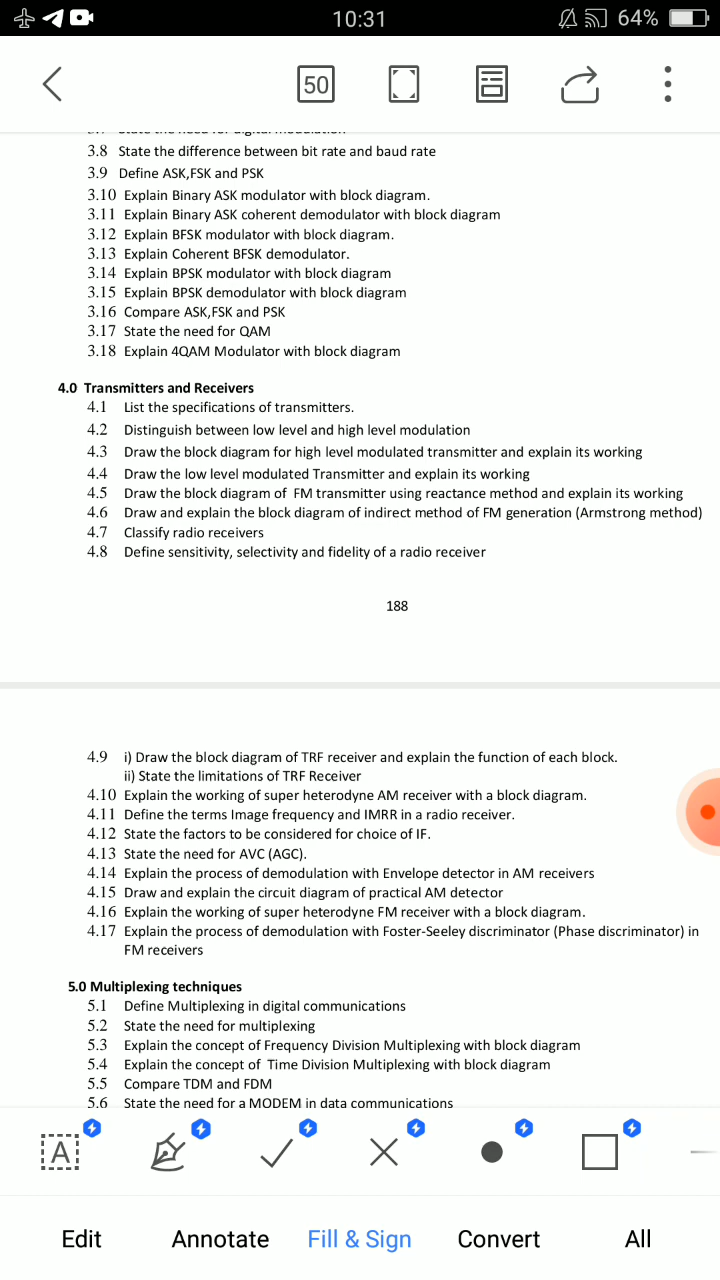 10:31
64%
50
3.8 State the difference between bit rate and baud rate
3.9 Define ASK,FSK and PSK
3.10 Explain Binary ASK modulator with block diagram.
3.11 Explain Binary ASK coherent demodulator with block diagram
3.12 Explain BFSK modulator with block diagram.
3.13 Explain Coherent BFSK demodulator.
3.14 Explain BPSK modulator with block diagram
3.15 Explain BPSK demodulator with block diagram
3.16 Compare ASK,FSK and PSK
3.17 State the need for QAM
3.18 Explain 4QAM Modulator with block diagram
4.0 Transmitters and Receivers
4.1 List the specifications of transmitters.
4.2 Distinguish between low level and high level modulation
4.3 Draw the block diagram for high level modulated transmitter and explain its working
4.4 Draw the low level modulated Transmitter and explain its working
4.5 Draw the block diagram of FM transmitter using reactance method and explain its working
4.6 Draw and explain the block diagram of indirect method of FM generation (Armstrong method)
4.7 Classify radio receivers
4.8 Define sensitivity, selectivity and fidelity of a radio receiver
188
4.9 i) Draw the block diagram of TRF receiver and explain the function of each block.
ii) State the limitations of TRF Receiver
4.10 Explain the working of super heterodyne AM receiver with a block diagram.
4.11 Define the terms Image frequency and IMRR in a radio receiver.
4.12 State the factors to be considered for choice of IF.
4.13 State the need for AVC (AGC).
4.14 Explain the process of demodulation with Envelope detector in AM receivers
4.15 Draw and explain the circuit diagram of practical AM detector
4.16 Explain the working of super heterodyne FM receiver with a block diagram.
4.17 Explain the process of demodulation with Foster-Seeley discriminator (Phase discriminator) in
FM receivers
5.0 Multiplexing techniques
5.1 Define Multiplexing in digital communications
5.2 State the need for multiplexing
5.3 Explain the concept of Frequency Division Multiplexing with block diagram
5.4 Explain the concept of Time Division Multiplexing with block diagram
5.5 Compare TDM and FDM
5.6 State the need for a MODEM in data communications
A
Edit Annotate Fill & Sign Convert All